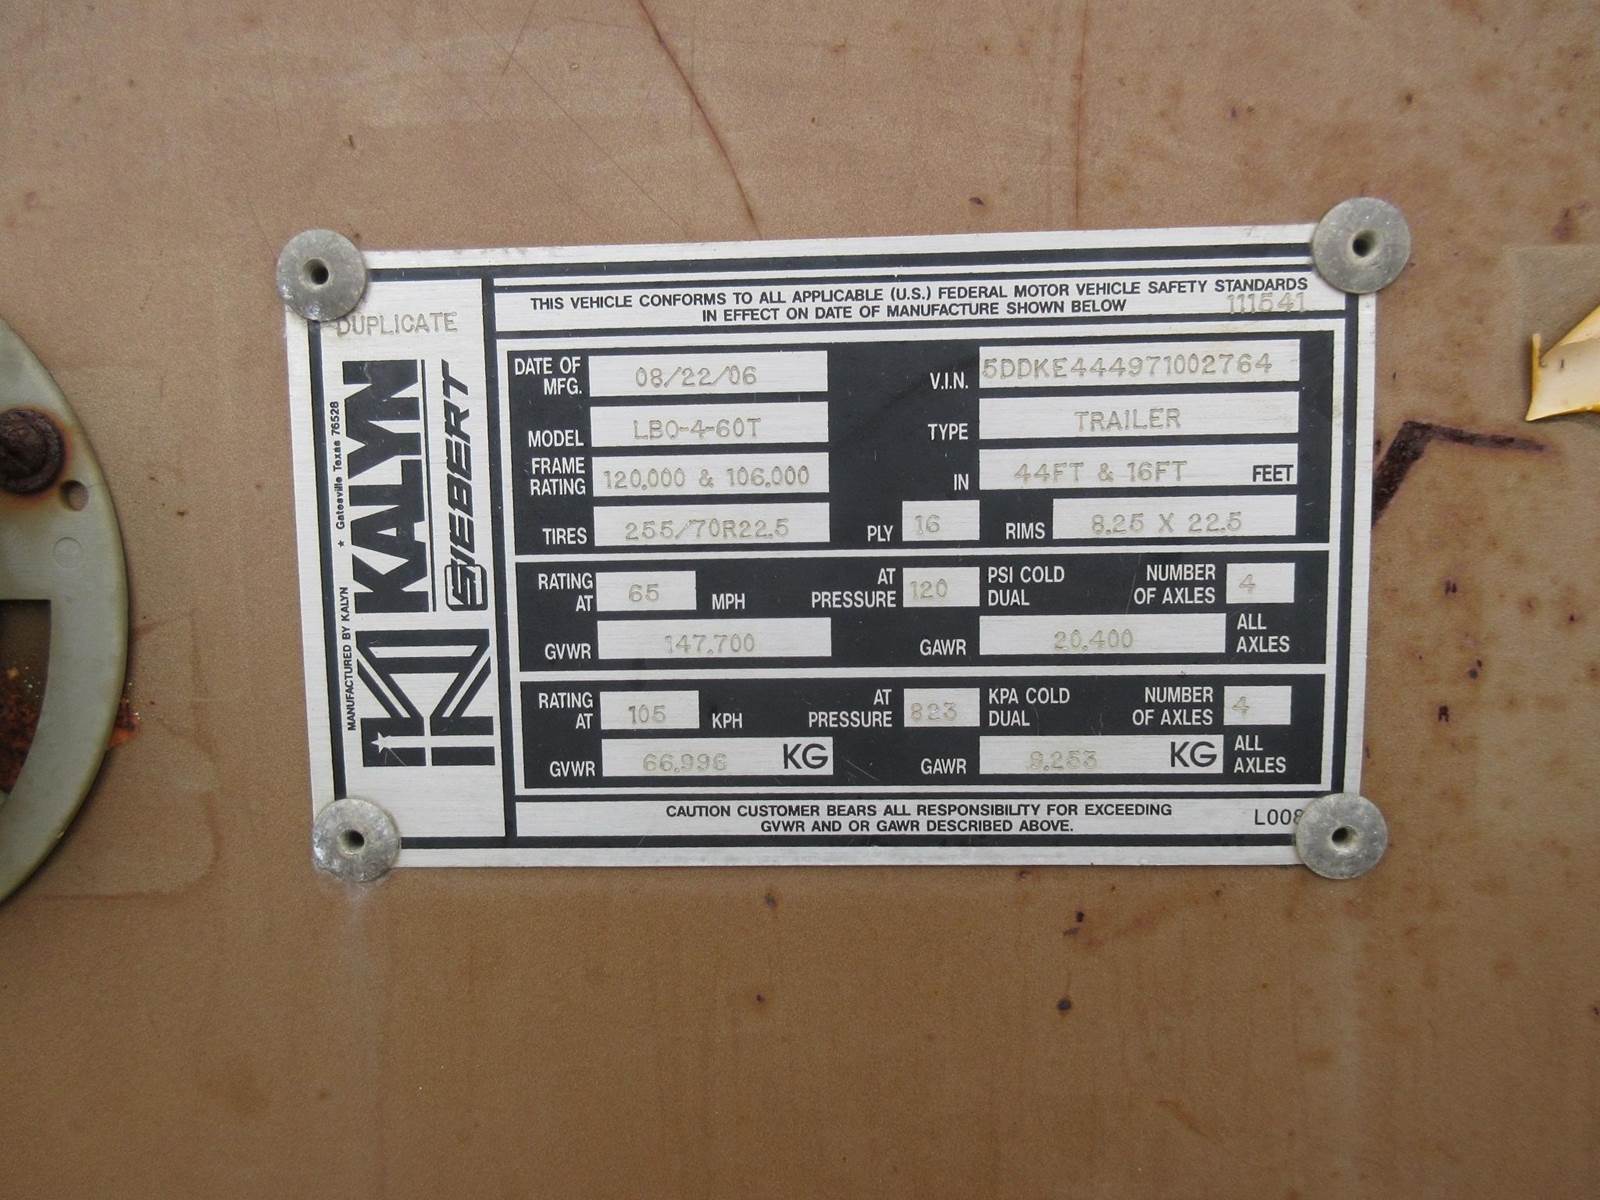 THIS VEHICLE CONFORMS TO ALL APPLICABLE (U.S.) FEDERAL MOTOR VEHICLE SAFETY STANDARDS
IN EFFECT ON DATE OF MANUFACTURE SHOWN BELOW 111541
DUPLICATE
MANUFACTURED BY KALYN ★ Gatesville Texas 76528
KALYN
SIEBERT
DATE OF MFG. 08/22/06 V.I.N. 5DDKE444971002764
MODEL LB0-4-60T TYPE TRAILER
FRAME RATING 120,000 & 106,000 IN 44FT & 16FT FEET
TIRES 255/70R22.5 PLY 16 RIMS 8.25 X 22.5
RATING AT 65 MPH AT PRESSURE 120 PSI COLD DUAL NUMBER OF AXLES 4
GVWR 147,700 GAWR 20,400 ALL AXLES
RATING AT 105 KPH AT PRESSURE 823 KPA COLD DUAL NUMBER OF AXLES 4
GVWR 66,996 KG GAWR 9,253 KG ALL AXLES
CAUTION CUSTOMER BEARS ALL RESPONSIBILITY FOR EXCEEDING
GVWR AND OR GAWR DESCRIBED ABOVE.
L008